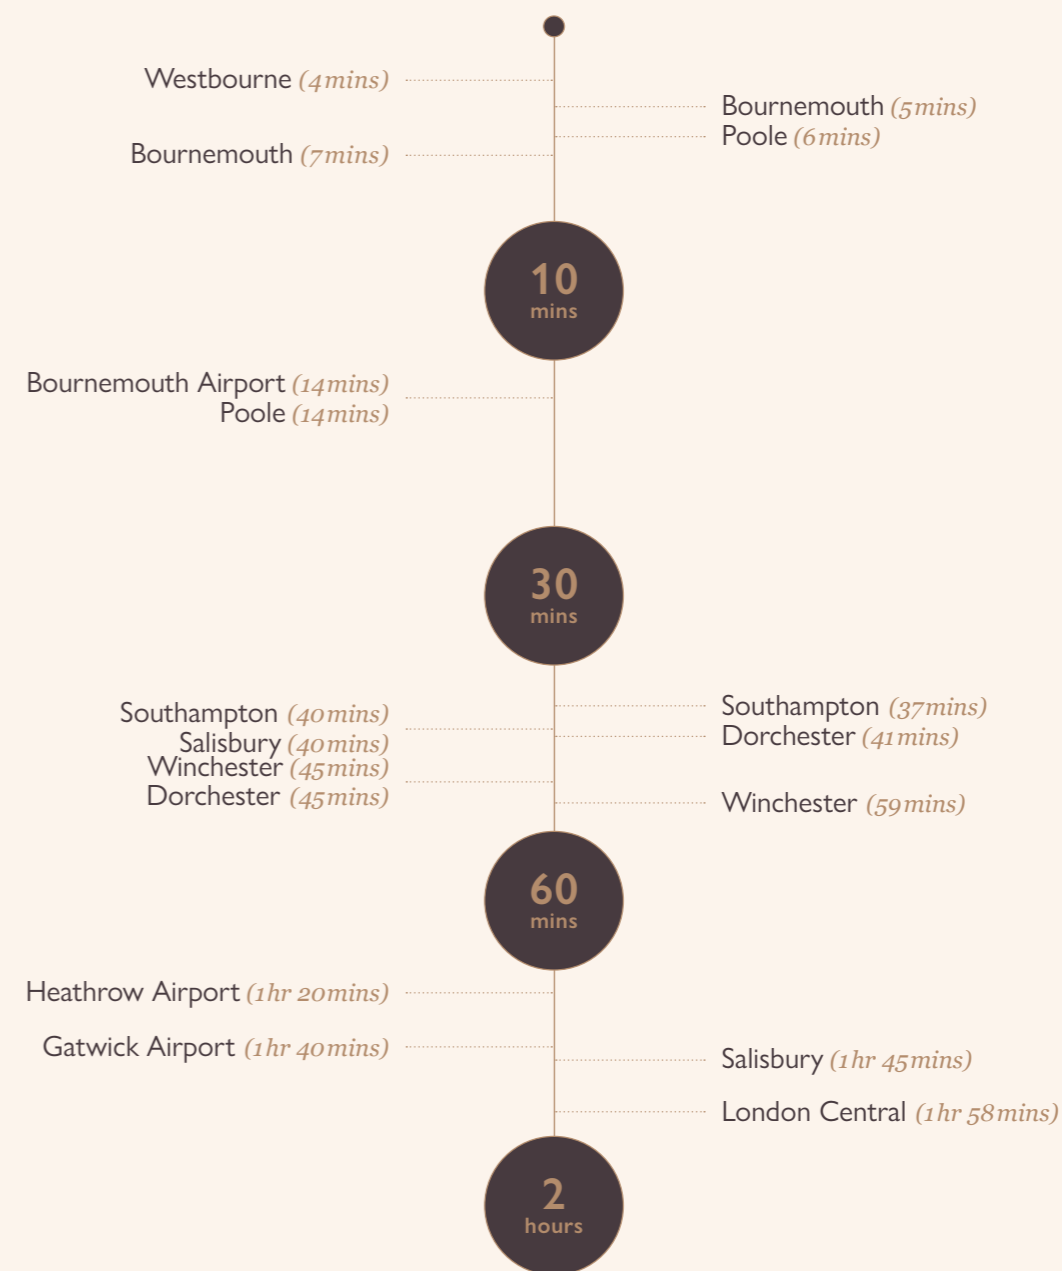 Westbourne (4mins)
Bournemouth (5mins)
Poole (6mins)
Bournemouth (7mins)
10
mins
Bournemouth Airport (14mins)
Poole (14mins)
30
mins
Southampton (40mins)
Salisbury (40mins)
Winchester (45mins)
Dorchester (45mins)
Southampton (37mins)
Dorchester (41mins)
Winchester (59mins)
60
mins
Heathrow Airport (1hr 20mins)
Gatwick Airport (1hr 40mins)
Salisbury (1hr 45mins)
London Central (1hr 58mins)
2
hours